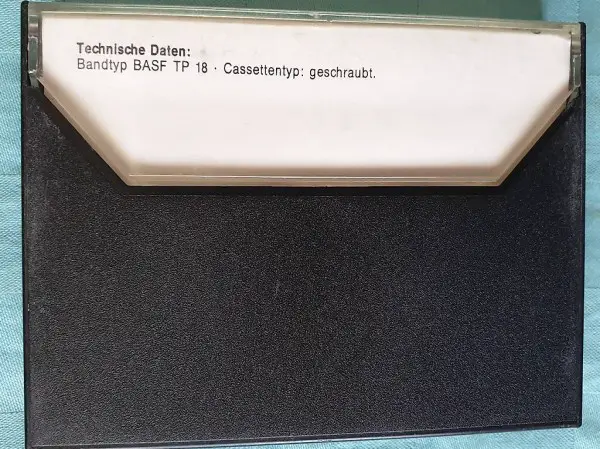 Technische Daten:
Bandtyp BASF TP 18 · Cassettentyp: geschraubt.